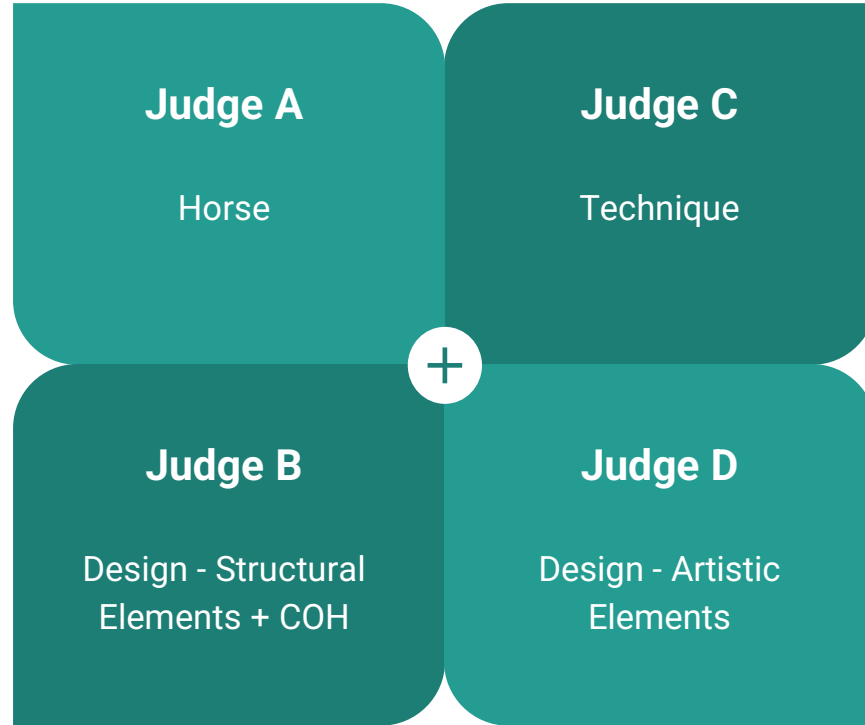 Judge A
Horse
Judge C
Technique
Judge B
Design - Structural
Elements + COH
Judge D
Design - Artistic
Elements